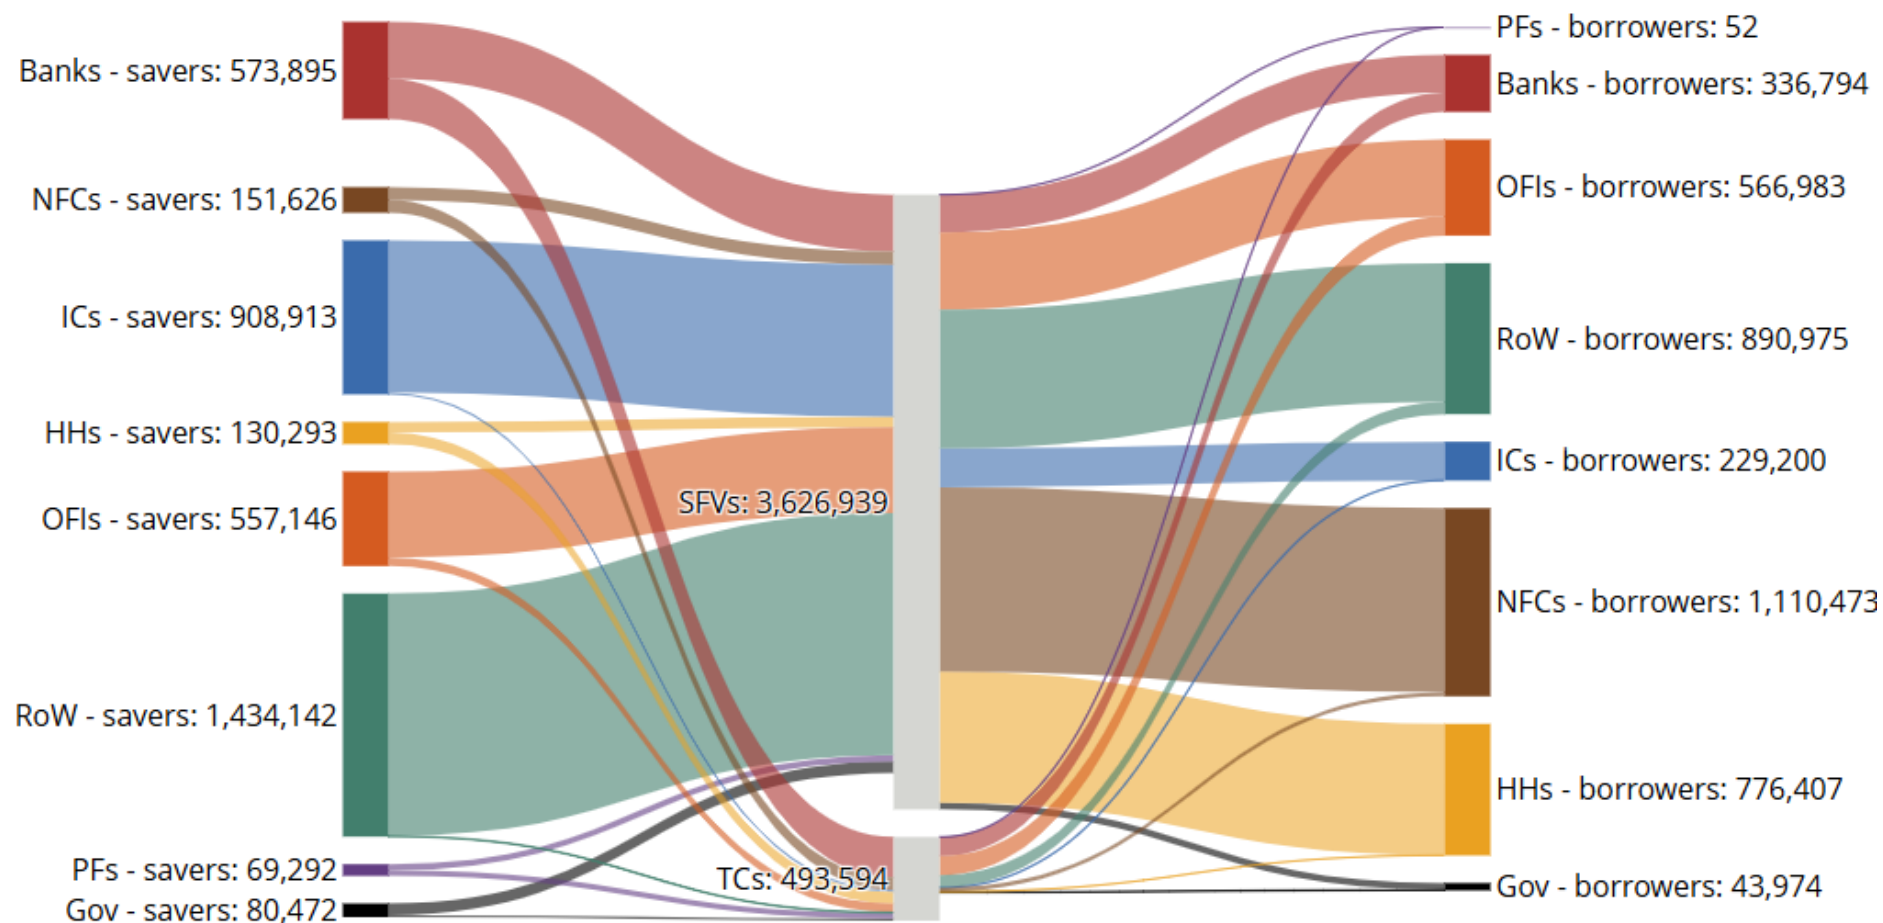 Banks - savers: 573,895
NFCs - savers: 151,626
ICs - savers: 908,913
HHs - savers: 130,293
OFIs - savers: 557,146
RoW - savers: 1,434,142
PFs - savers: 69,292
Gov - savers: 80,472
SFVs: 3,626,939
TCs: 493,594
PFs - borrowers: 52
Banks - borrowers: 336,794
OFIs - borrowers: 566,983
RoW - borrowers: 890,975
ICs - borrowers: 229,200
NFCs - borrowers: 1,110,473
HHs - borrowers: 776,407
Gov - borrowers: 43,974